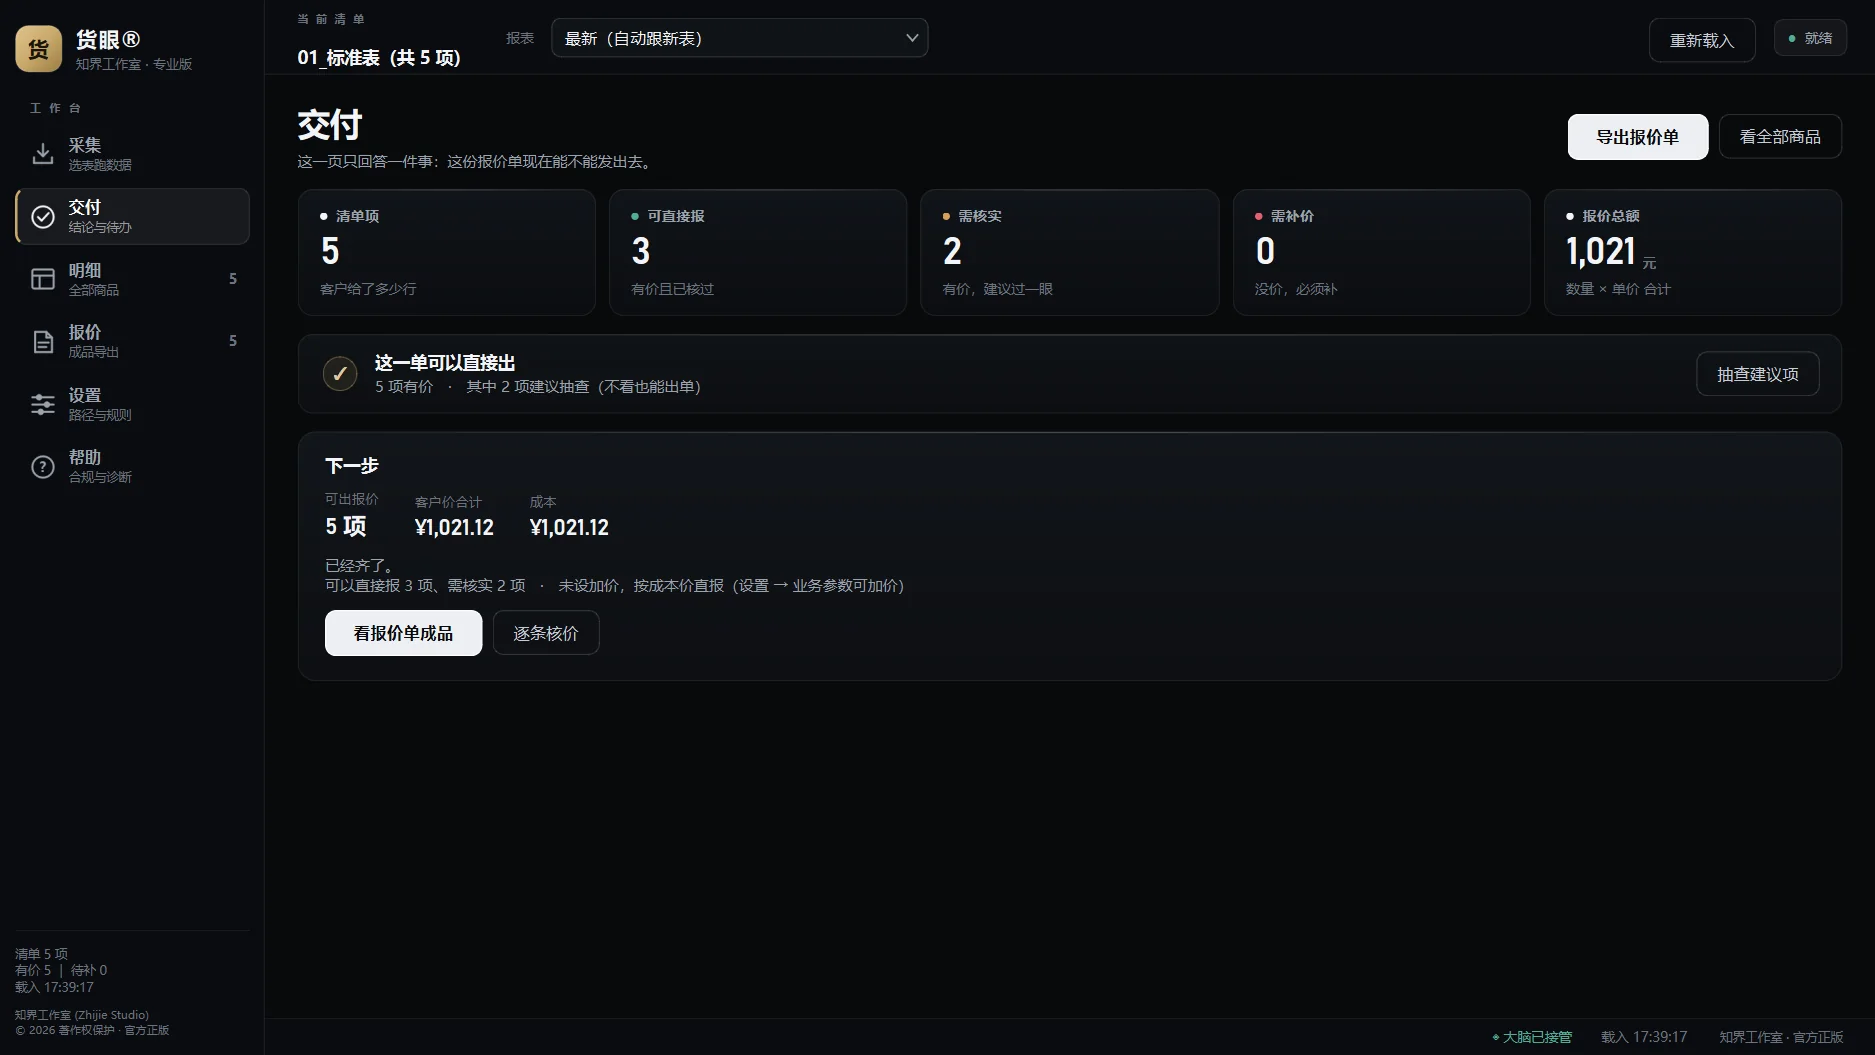 货
货眼®
知界工作室 · 专业版
工作台
采集
选表跑数据
交付
结论与待办
明细
全部商品
5
报价
成品导出
5
设置
路径与规则
帮助
合规与诊断
清单 5 项
有价 5 | 待补 0
载入 17:39:17
知界工作室 (Zhijie Studio)
© 2026 著作权保护 · 官方正版
当前清单
01_标准表（共 5 项）
报表
最新（自动跟新表）
重新载入
就绪
交付
这一页只回答一件事：这份报价单现在能不能发出去。
导出报价单
看全部商品
清单项
5
客户给了多少行
可直接报
3
有价且已核过
需核实
2
有价，建议过一眼
需补价
0
没价，必须补
报价总额
1,021 元
数量 × 单价 合计
✓
这一单可以直接出
5 项有价 · 其中 2 项建议抽查（不看也能出单）
抽查建议项
下一步
可出报价
5 项
客户价合计
¥1,021.12
成本
¥1,021.12
已经齐了。
可以直接报 3 项、需核实 2 项 · 未设加价，按成本价直报（设置 → 业务参数可加价）
看报价单成品
逐条核价
大脑已接管
载入 17:39:17
知界工作室 · 官方正版